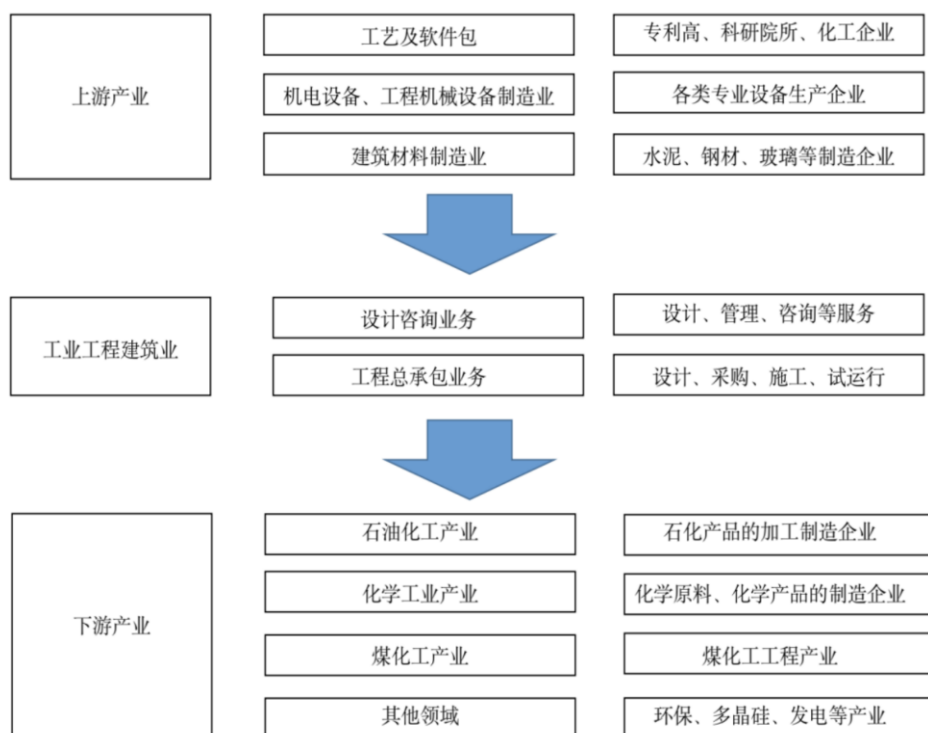 工艺及软件包
专利高、科研院所、化工企业
上游产业
机电设备、工程机械设备制造业
各类专业设备生产企业
建筑材料制造业
水泥、钢材、玻璃等制造企业
工业工程建筑业
设计咨询业务
设计、管理、咨询等服务
工程总承包业务
设计、采购、施工、试运行
石油化工产业
石化产品的加工制造企业
化学工业产业
化学原料、化学产品的制造企业
下游产业
煤化工产业
煤化工工程产业
其他领域
环保、多晶硅、发电等产业